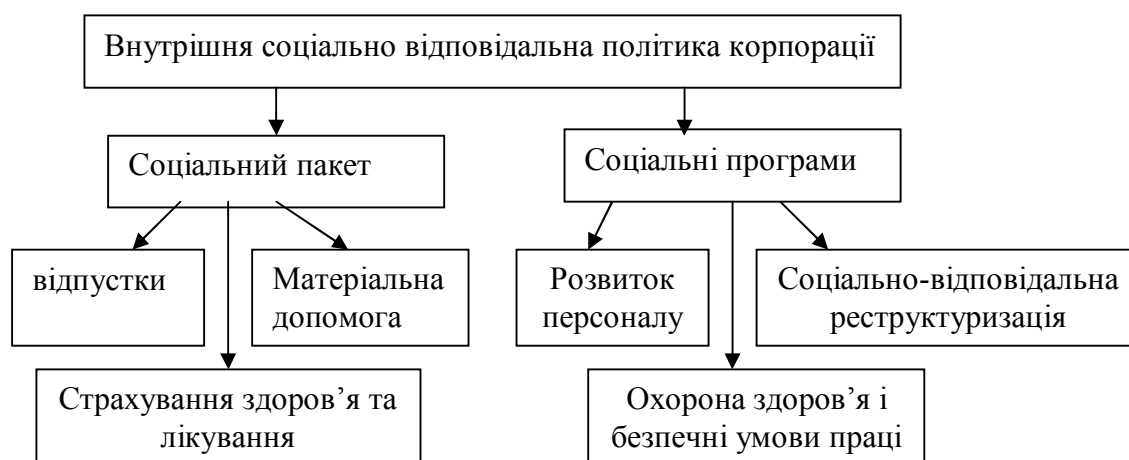 Внутрішня соціально відповідальна політика корпорації
Соціальний пакет
Соціальні програми
відпустки
Матеріальна
допомога
Розвиток
персоналу
Соціально-відповідальна
реструктуризація
Страхування здоров’я та
лікування
Охорона здоров’я і
безпечні умови праці